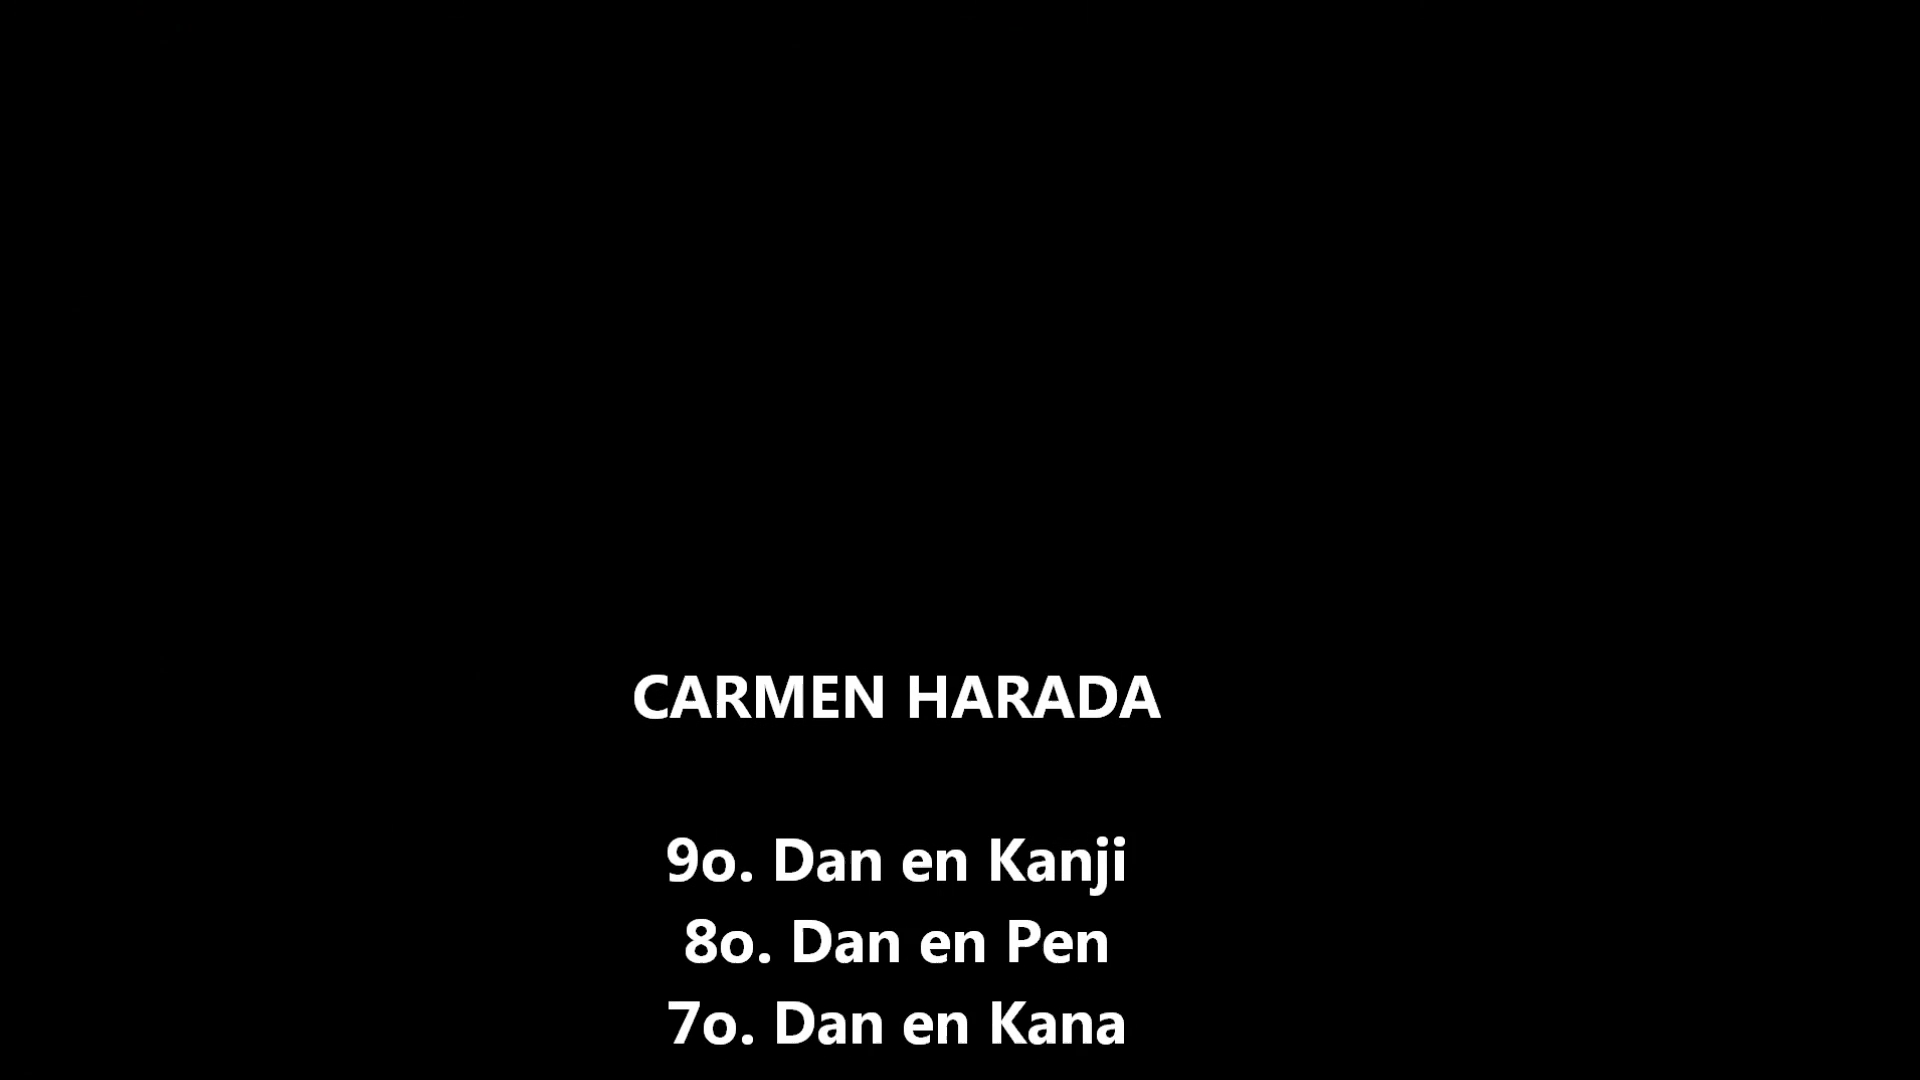 CARMEN HARADA
9o. Dan en Kanji
8o. Dan en Pen
7o. Dan en Kana